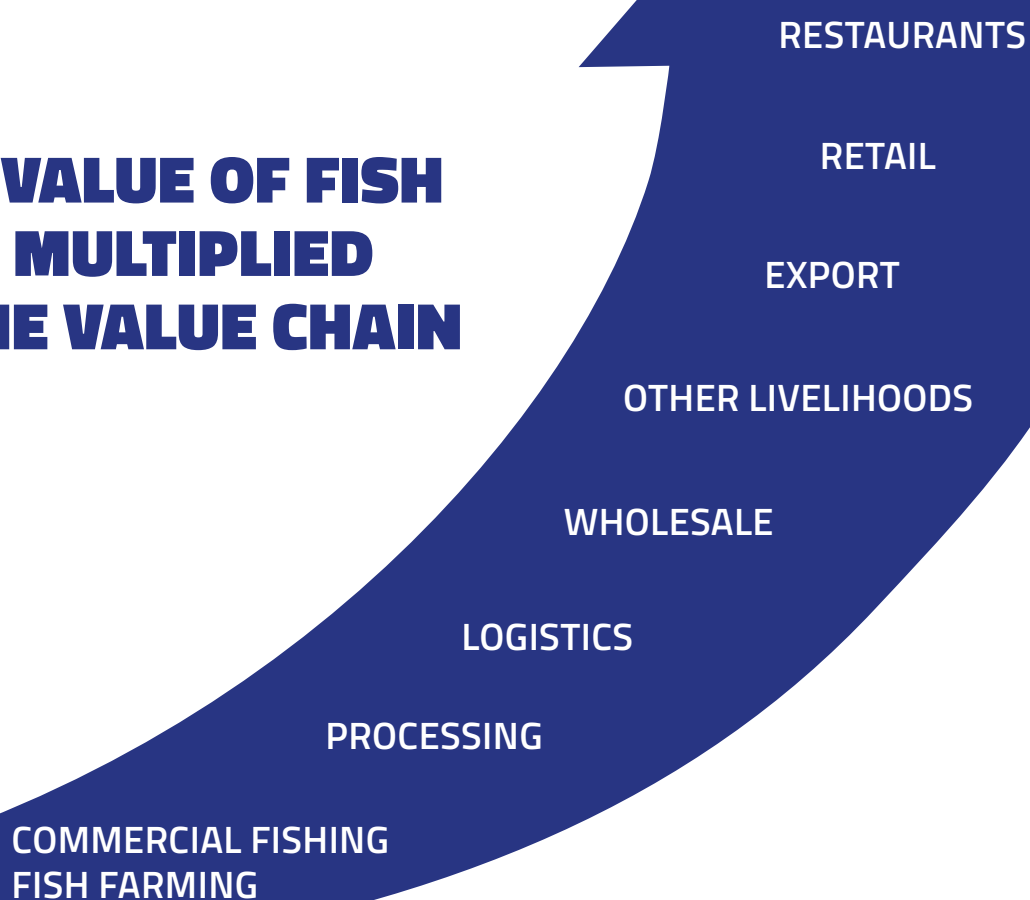 VALUE OF FISH
MULTIPLIED
VALUE CHAIN
RESTAURANTS
RETAIL
EXPORT
OTHER LIVELIHOODS
WHOLESALE
LOGISTICS
PROCESSING
COMMERCIAL FISHING
FISH FARMING